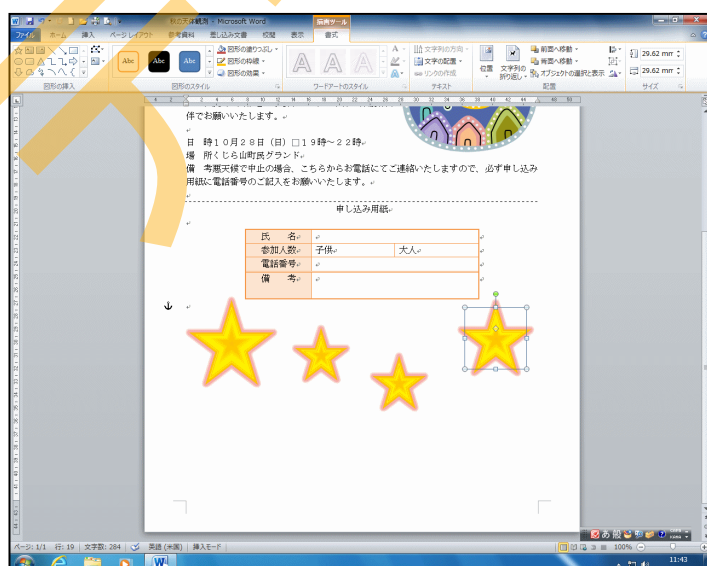 秋の天体観測 - Microsoft Word
描画ツール
ファイル ホーム 挿入 ページ レイアウト 参考資料 差し込み文書 校閲 表示 書式
図形の塗りつぶし
図形の枠線
図形の効果
Abc Abc Abc
文字列の方向
文字の配置
リンクの作成
位置 文字列の折り返し
前面へ移動
背面へ移動
オブジェクトの選択と表示
29.62 mm
29.62 mm
図形の挿入 図形のスタイル ワードアートのスタイル テキスト 配置 サイズ
伴でお願いいたします。
日 時10月28日(日)□19時~22時
場 所くじら山町民グランド
備 考悪天候で中止の場合、こちらからお電話にてご連絡いたしますので、必ず申し込み
用紙に電話番号のご記入をお願いいたします。
申し込み用紙
氏 名
参加人数 子供 大人
電話番号
備 考
ページ: 1/1 行: 19 文字数: 284 英語 (米国) 挿入モード 100%
あ 般
11:43